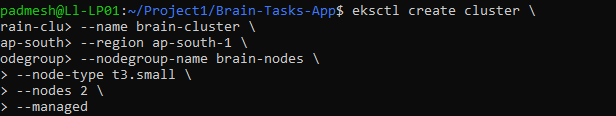 padmesh@Ll-LP01:~/Project1/Brain-Tasks-App$ eksctl create cluster \
rain-clu> --name brain-cluster \
ap-south> --region ap-south-1 \
odegroup> --nodegroup-name brain-nodes \
> --node-type t3.small \
> --nodes 2 \
> --managed